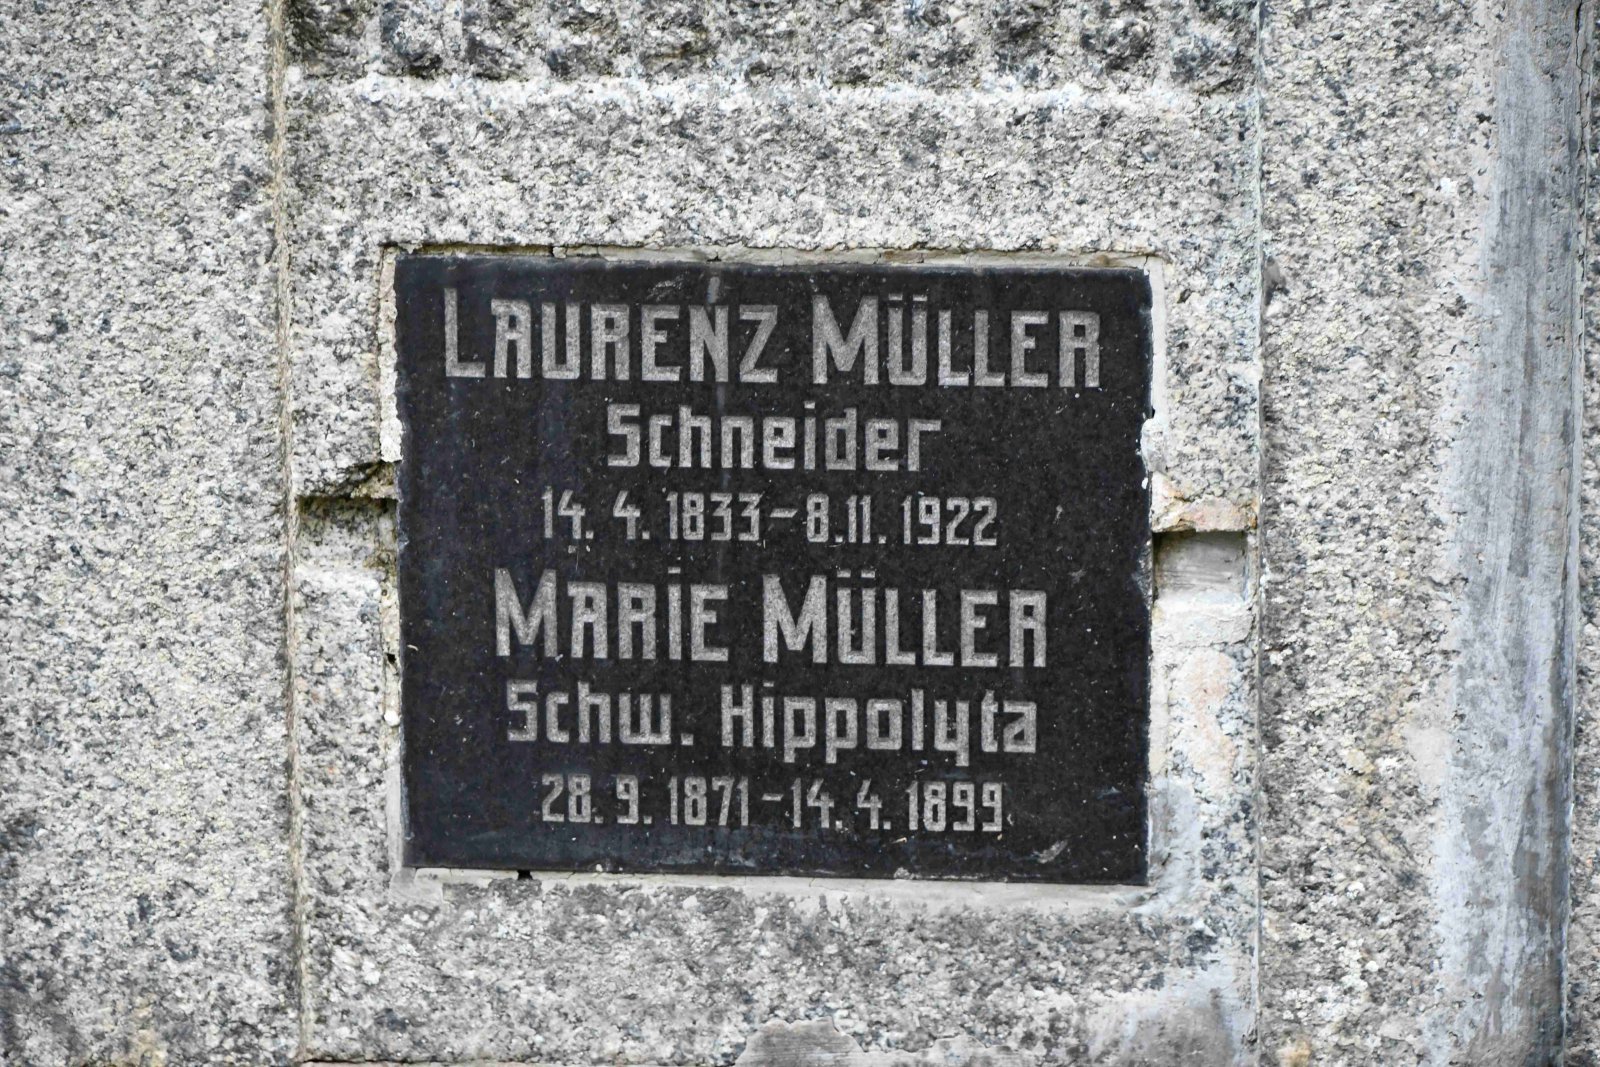 LAURENZ MÜLLER
Schneider
14. 4. 1833-8.11. 1922
MARIE MÜLLER
Schw. Hippolyta
28. 9. 1871-14. 4. 1899